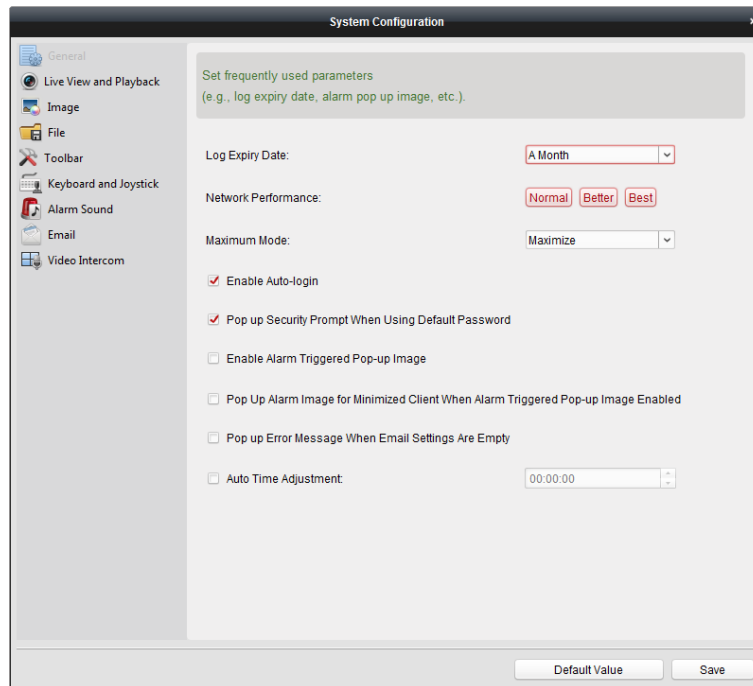 System Configuration
General
Live View and Playback
Image
File
Toolbar
Keyboard and Joystick
Alarm Sound
Email
Video Intercom
Set frequently used parameters
(e.g., log expiry date, alarm pop up image, etc.).
Log Expiry Date: A Month
Network Performance: Normal Better Best
Maximum Mode: Maximize
Enable Auto-login
Pop up Security Prompt When Using Default Password
Enable Alarm Triggered Pop-up Image
Pop Up Alarm Image for Minimized Client When Alarm Triggered Pop-up Image Enabled
Pop up Error Message When Email Settings Are Empty
Auto Time Adjustment: 00:00:00
Default Value Save